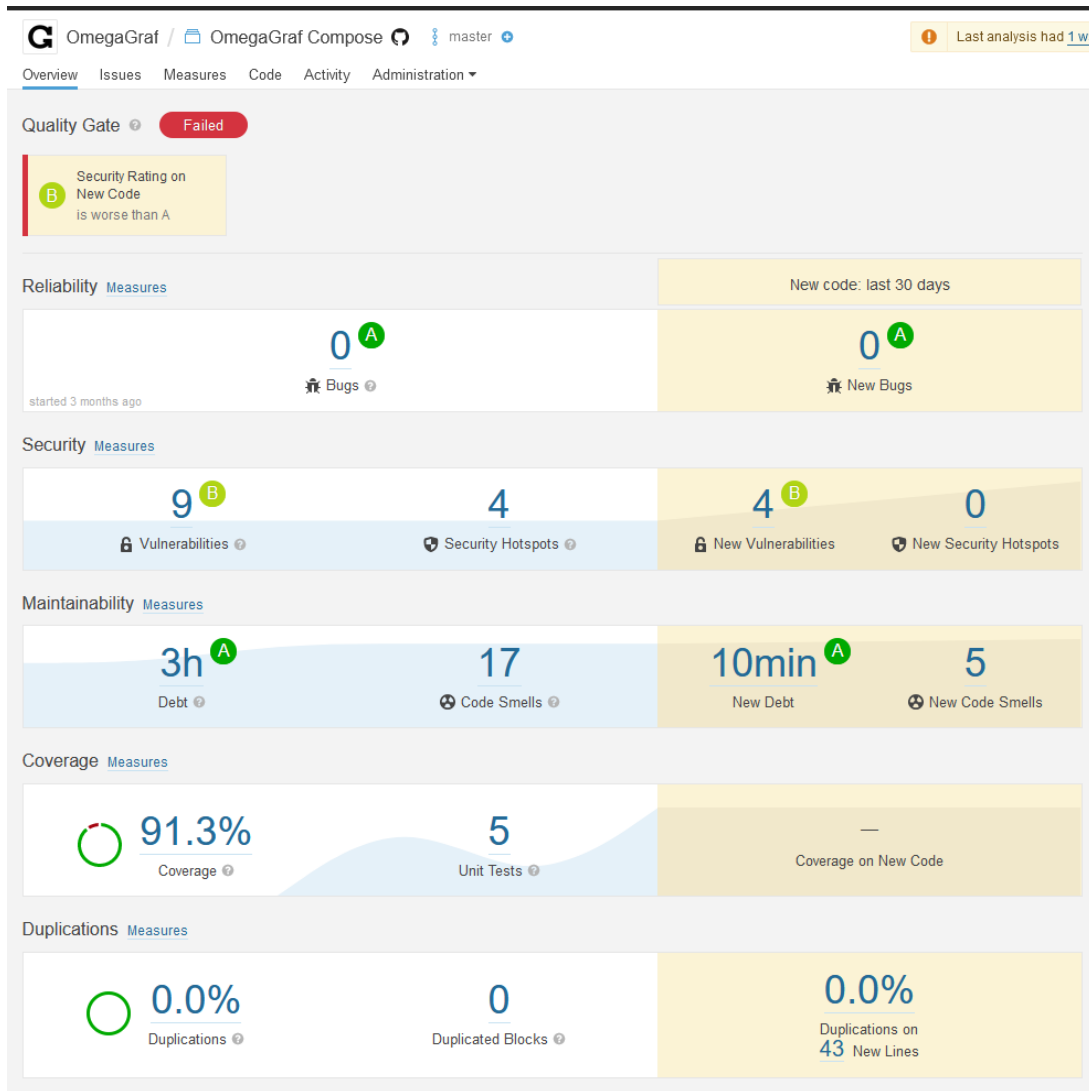 G OmegaGraf / OmegaGraf Compose master
Last analysis had 1 w
Overview Issues Measures Code Activity Administration
Quality Gate ? Failed
B
Security Rating on
New Code
is worse than A
Reliability Measures
New code: last 30 days
0 A
Bugs ?
started 3 months ago
0 A
New Bugs
Security Measures
9 B
Vulnerabilities ?
4
Security Hotspots ?
4 B
New Vulnerabilities
0
New Security Hotspots
Maintainability Measures
3h A
Debt ?
17
Code Smells ?
10min A
New Debt
5
New Code Smells
Coverage Measures
91.3%
Coverage ?
5
Unit Tests ?
—
Coverage on New Code
Duplications Measures
0.0%
Duplications ?
0
Duplicated Blocks ?
0.0%
Duplications on
43 New Lines